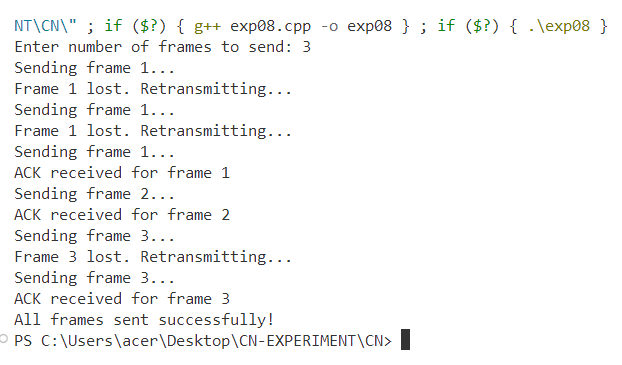 NT\CN\" ; if ($?) { g++ exp08.cpp -o exp08 } ; if ($?) { .\exp08 }
Enter number of frames to send: 3
Sending frame 1...
Frame 1 lost. Retransmitting...
Sending frame 1...
Frame 1 lost. Retransmitting...
Sending frame 1...
ACK received for frame 1
Sending frame 2...
ACK received for frame 2
Sending frame 3...
Frame 3 lost. Retransmitting...
Sending frame 3...
ACK received for frame 3
All frames sent successfully!
PS C:\Users\acer\Desktop\CN-EXPERIMENT\CN>